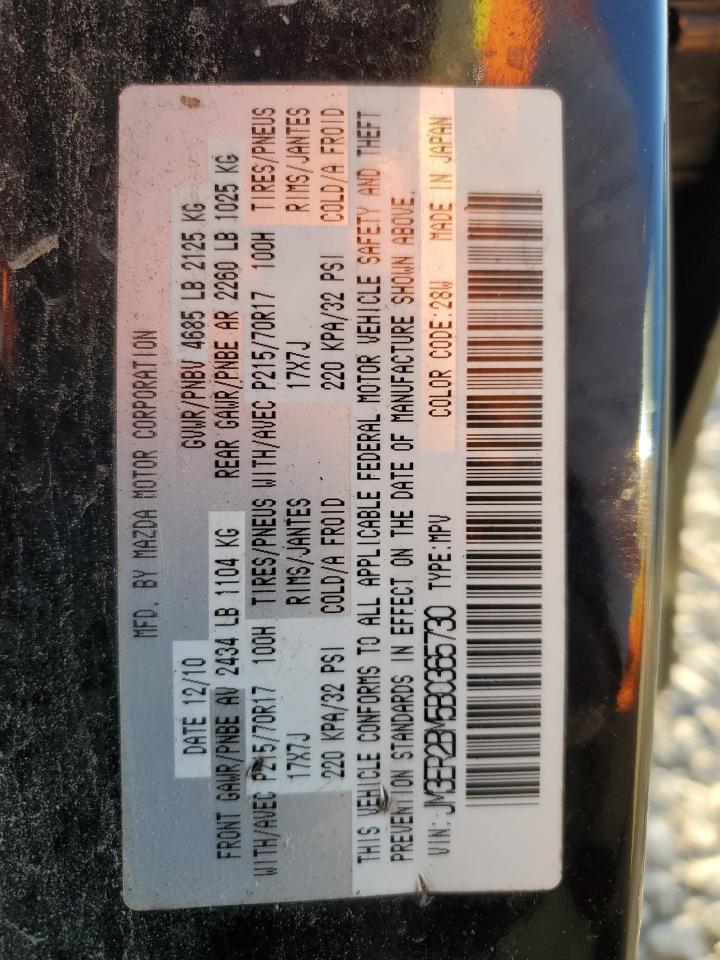 MFD. BY MAZDA MOTOR CORPORATION
DATE 12/10 GVWR/PNBV 4685 LB 2125 KG
FRONT GAWR/PNBE AV 2434 LB 1104 KG REAR GAWR/PNBE AR 2260 LB 1025 KG
WITH/AVEC P215/70R17 100H TIRES/PNEUS WITH/AVEC P215/70R17 100H TIRES/PNEUS
17X7J RIMS/JANTES 17X7J RIMS/JANTES
220 KPA/32 PSI COLD/A FROID 220 KPA/32 PSI COLD/A FROID
THIS VEHICLE CONFORMS TO ALL APPLICABLE FEDERAL MOTOR VEHICLE SAFETY AND THEFT
PREVENTION STANDARDS IN EFFECT ON THE DATE OF MANUFACTURE SHOWN ABOVE.
VIN: JM3ER2BM5B0365730 TYPE:MPV COLOR CODE:28W MADE IN JAPAN